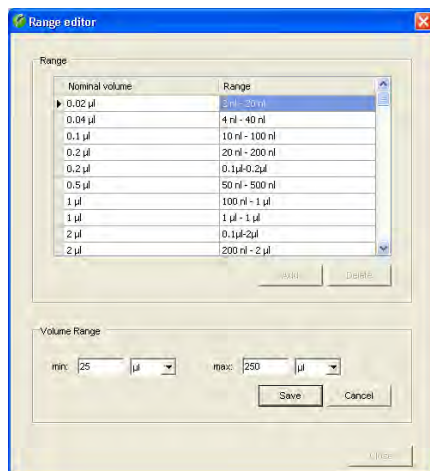 Range editor
Range
Nominal volume Range
0.02 µl 2 nl - 20 nl
0.04 µl 4 nl - 40 nl
0.1 µl 10 nl - 100 nl
0.2 µl 20 nl - 200 nl
0.2 µl 0.1µl-0.2µl
0.5 µl 50 nl - 500 nl
1 µl 100 nl - 1 µl
1 µl 1 µl - 1 µl
2 µl 0.1µl-2µl
2 µl 200 nl - 2 µl
Add Delete
Volume Range
min: 25 µl max: 250 µl
Save Cancel
Close